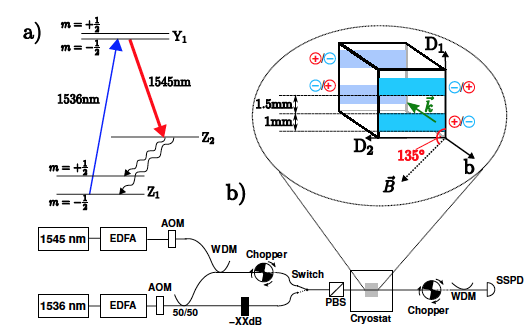 a)
m = +½
m = −½
Y₁
1536nm
1545nm
Z₂
m = +½
m = −½
Z₁
D₁
⊕/⊖
⊖/⊕
⊖/⊕
⊕/⊖
1.5mm
1mm
k⃗
D₂
135°
B⃗
b
b)
1545 nm
EDFA
AOM
WDM
Chopper
Switch
1536 nm
EDFA
AOM
50/50
−XXdB
PBS
Cryostat
Chopper
WDM
SSPD